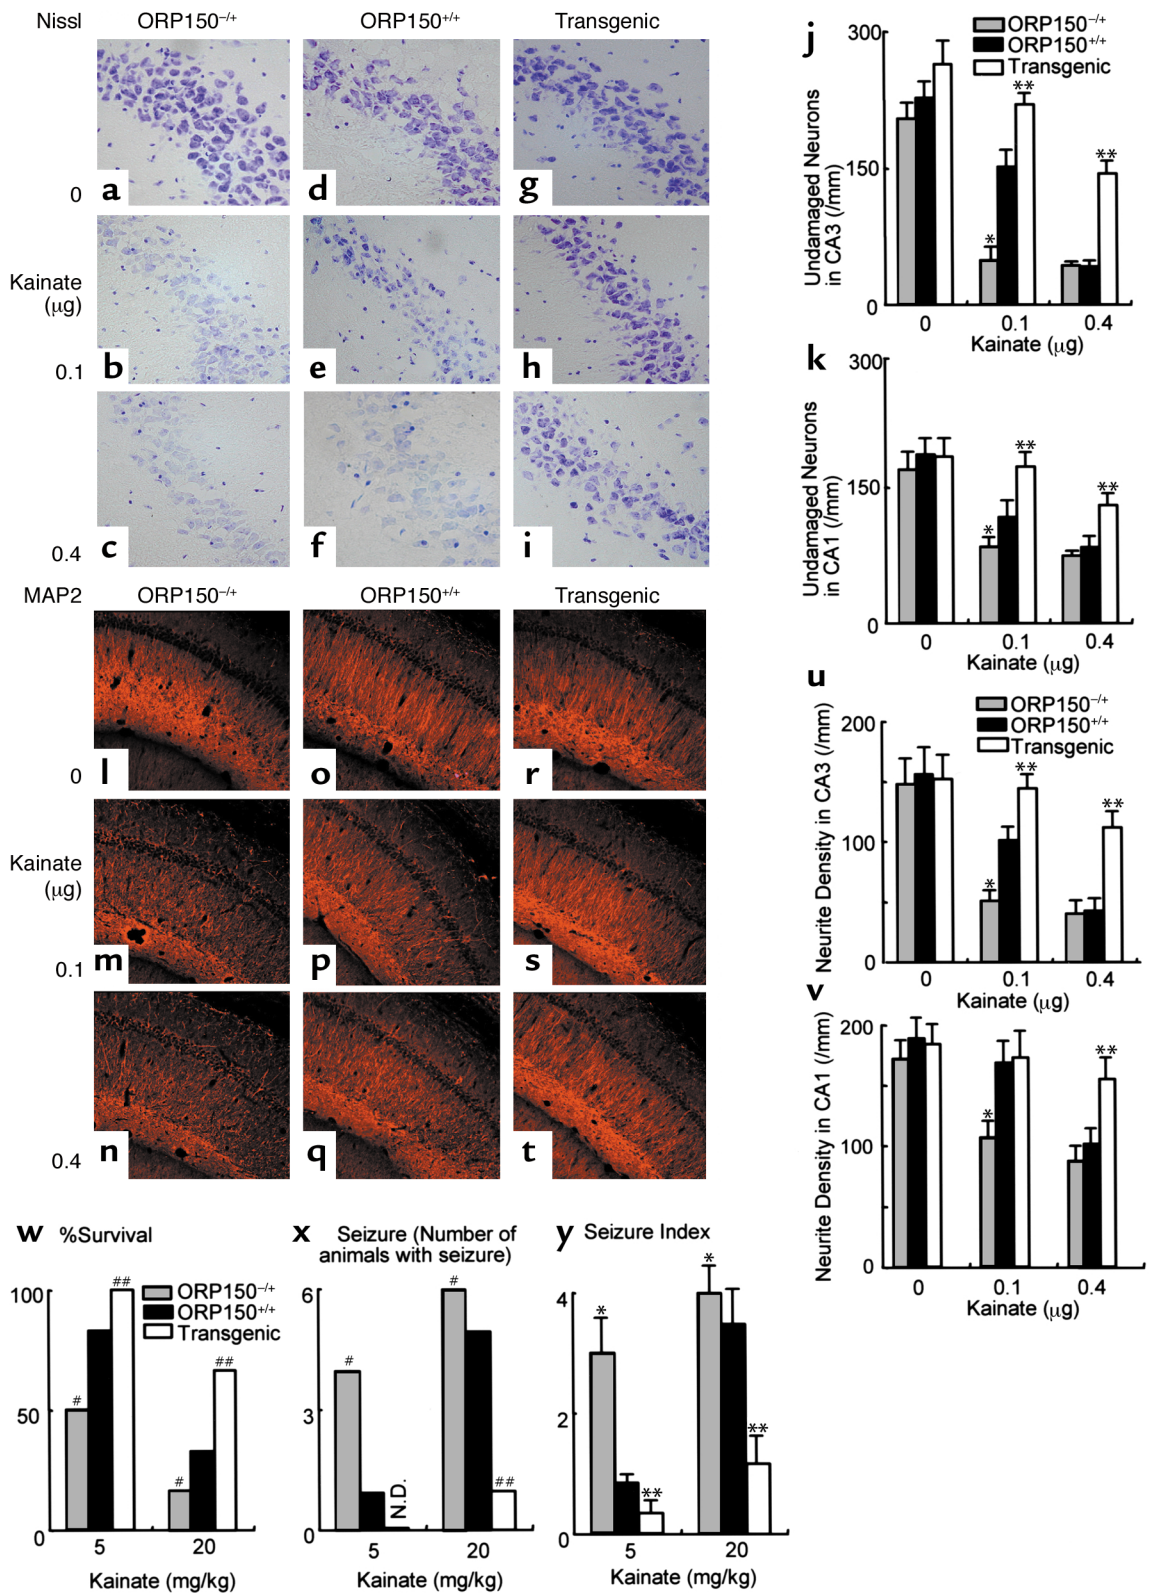 Nissl ORP150⁻/⁺ ORP150⁺/⁺ Transgenic
a d g
0
Kainate
(μg)
b e h
0.1
c f i
0.4
MAP2 ORP150⁻/⁺ ORP150⁺/⁺ Transgenic
l o r
0
Kainate
(μg)
m p s
0.1
n q t
0.4
j
ORP150⁻/⁺
ORP150⁺/⁺
Transgenic
Undamaged Neurons
in CA3 (/mm)
300
150
0
*
**
**
0 0.1 0.4
Kainate (μg)
k
Undamaged Neurons
in CA1 (/mm)
300
150
0
*
**
**
0 0.1 0.4
Kainate (μg)
u
ORP150⁻/⁺
ORP150⁺/⁺
Transgenic
Neurite Density in CA3 (/mm)
200
100
0
*
**
**
0 0.1 0.4
Kainate (μg)
v
Neurite Density in CA1 (/mm)
200
100
0
*
**
0 0.1 0.4
Kainate (μg)
w %Survival
100
50
0
ORP150⁻/⁺
ORP150⁺/⁺
Transgenic
# ##
# ##
5 20
Kainate (mg/kg)
x Seizure (Number of
animals with seizure)
6
3
0
# N.D.
# ##
5 20
Kainate (mg/kg)
y Seizure Index
4
2
0
* **
* **
5 20
Kainate (mg/kg)